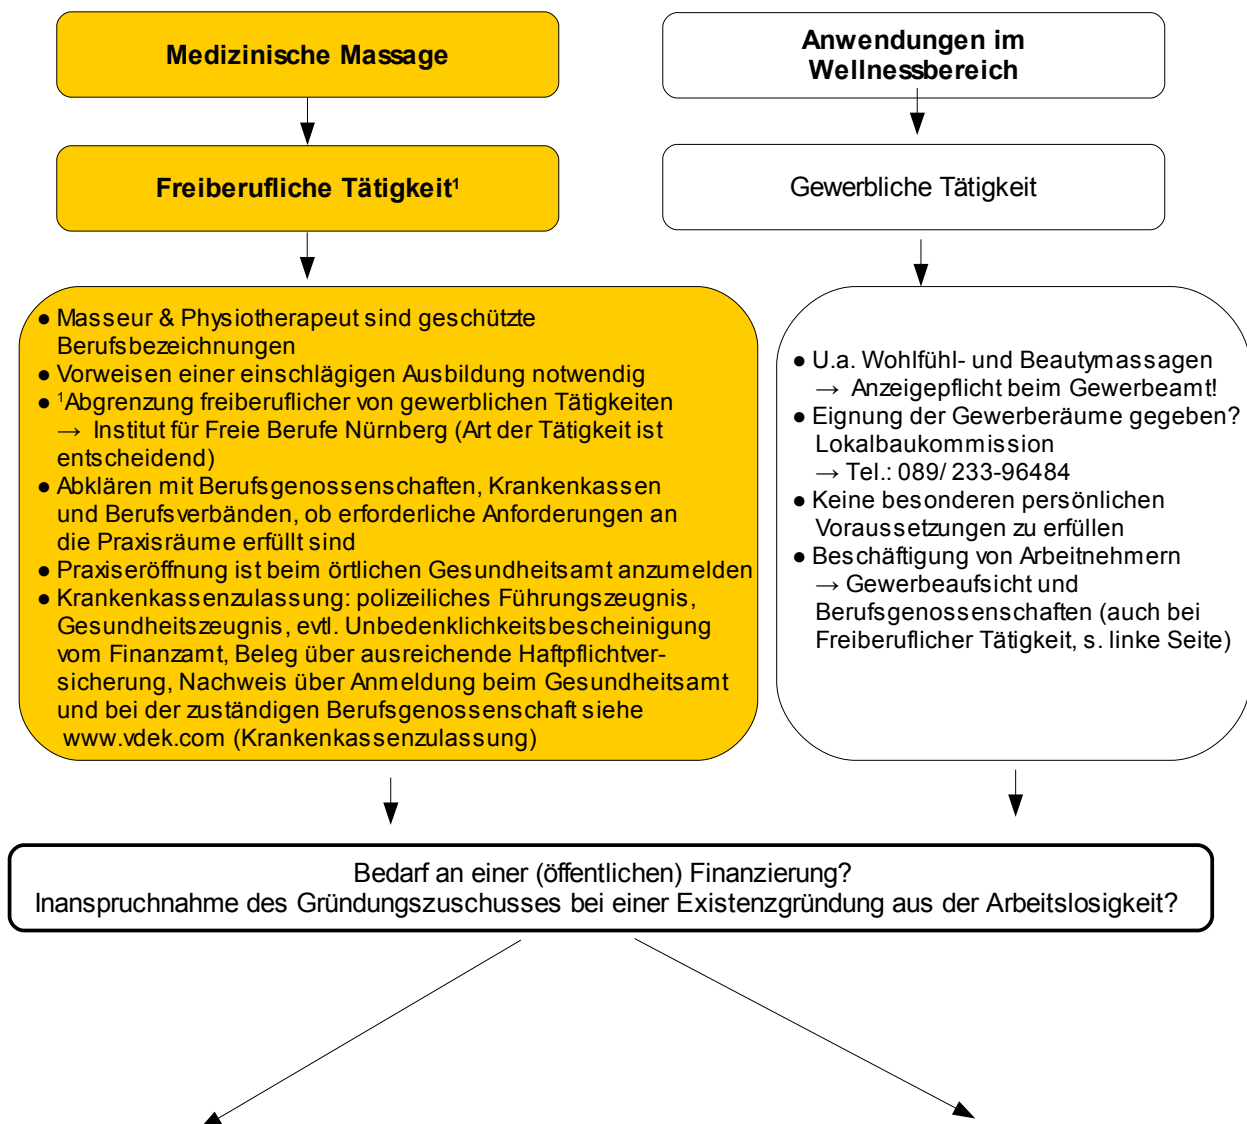 Medizinische Massage
Freiberufliche Tätigkeit¹
● Masseur & Physiotherapeut sind geschützte
Berufsbezeichnungen
● Vorweisen einer einschlägigen Ausbildung notwendig
● ¹Abgrenzung freiberuflicher von gewerblichen Tätigkeiten
→ Institut für Freie Berufe Nürnberg (Art der Tätigkeit ist
entscheidend)
● Abklären mit Berufsgenossenschaften, Krankenkassen
und Berufsverbänden, ob erforderliche Anforderungen an
die Praxisräume erfüllt sind
● Praxiseröffnung ist beim örtlichen Gesundheitsamt anzumelden
● Krankenkassenzulassung: polizeiliches Führungszeugnis,
Gesundheitszeugnis, evtl. Unbedenklichkeitsbescheinigung
vom Finanzamt, Beleg über ausreichende Haftpflichtver-
sicherung, Nachweis über Anmeldung beim Gesundheitsamt
und bei der zuständigen Berufsgenossenschaft siehe
www.vdek.com (Krankenkassenzulassung)
Anwendungen im
Wellnessbereich
Gewerbliche Tätigkeit
● U.a. Wohlfühl- und Beautymassagen
→ Anzeigepflicht beim Gewerbeamt!
● Eignung der Gewerberäume gegeben?
Lokalbaukommission
→ Tel.: 089/ 233-96484
● Keine besonderen persönlichen
Voraussetzungen zu erfüllen
● Beschäftigung von Arbeitnehmern
→ Gewerbeaufsicht und
Berufsgenossenschaften (auch bei
Freiberuflicher Tätigkeit, s. linke Seite)
Bedarf an einer (öffentlichen) Finanzierung?
Inanspruchnahme des Gründungszuschusses bei einer Existenzgründung aus der Arbeitslosigkeit?